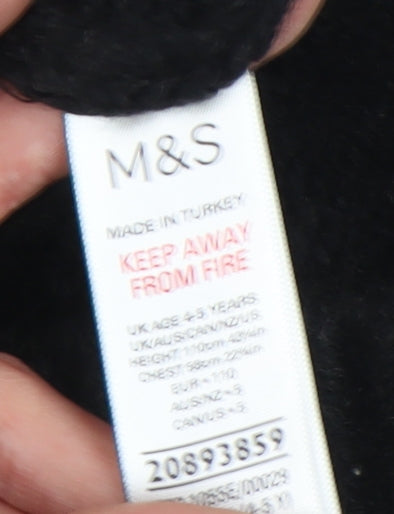 M&S
MADE IN TURKEY
KEEP AWAY
FROM FIRE
UK AGE 4-5 YEARS
UK/AUS/CAN/NZ/US
HEIGHT 110cm 43¼in
CHEST 58cm 22¾in
EUR = 110
AUS/NZ = 5
CAN/US = 5
20893859